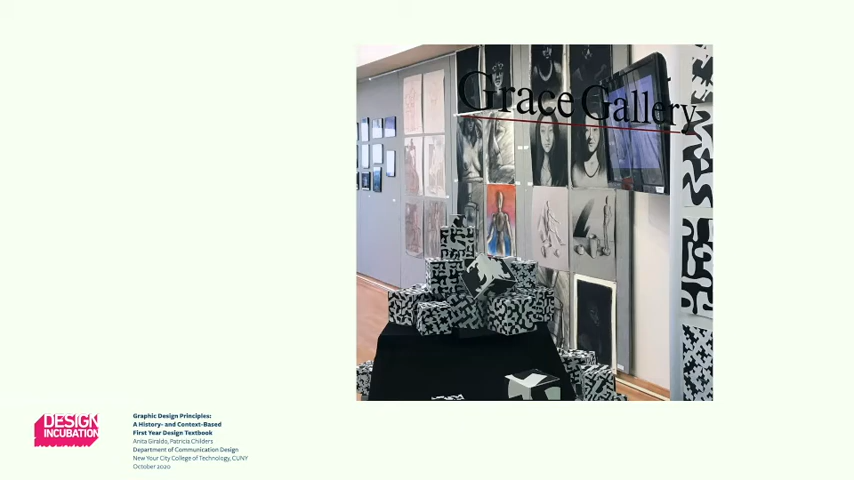 Grace Gallery
DESIGN
INCUBATION
Graphic Design Principles:
A History- and Context-Based
First Year Design Textbook
Anita Giraldo, Patricia Childers
Department of Communication Design
New Your City College of Technology, CUNY
October 2020